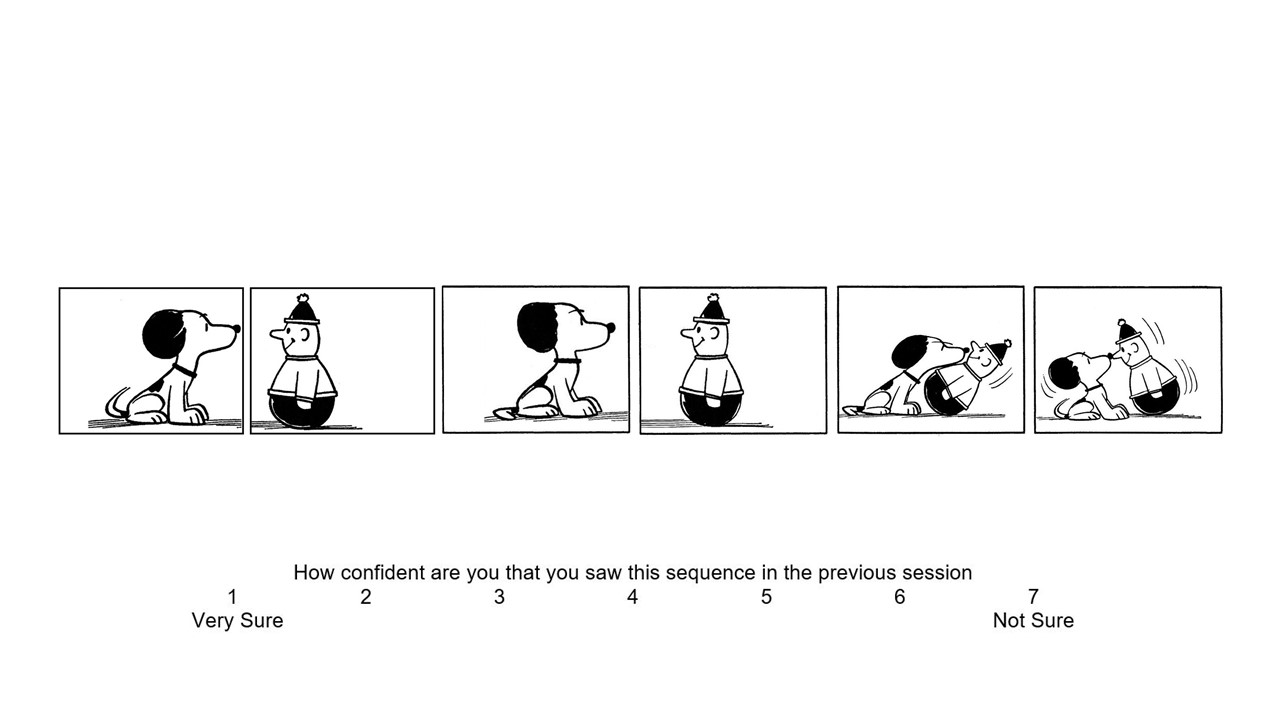 How confident are you that you saw this sequence in the previous session
1 2 3 4 5 6 7
Very Sure Not Sure